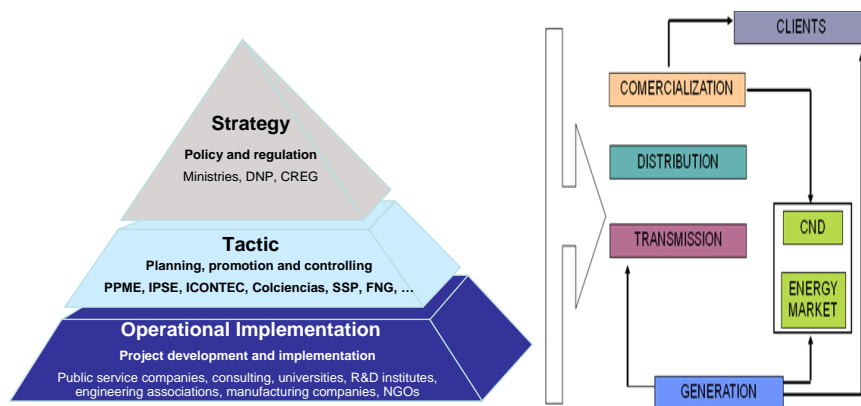 Strategy
Policy and regulation
Ministries, DNP, CREG
Tactic
Planning, promotion and controlling
PPME, IPSE, ICONTEC, Colciencias, SSP, FNG, ...
Operational Implementation
Project development and implementation
Public service companies, consulting, universities, R&D institutes,
engineering associations, manufacturing companies, NGOs
CLIENTS
COMERCIALIZATION
DISTRIBUTION
TRANSMISSION
CND
ENERGY
MARKET
GENERATION